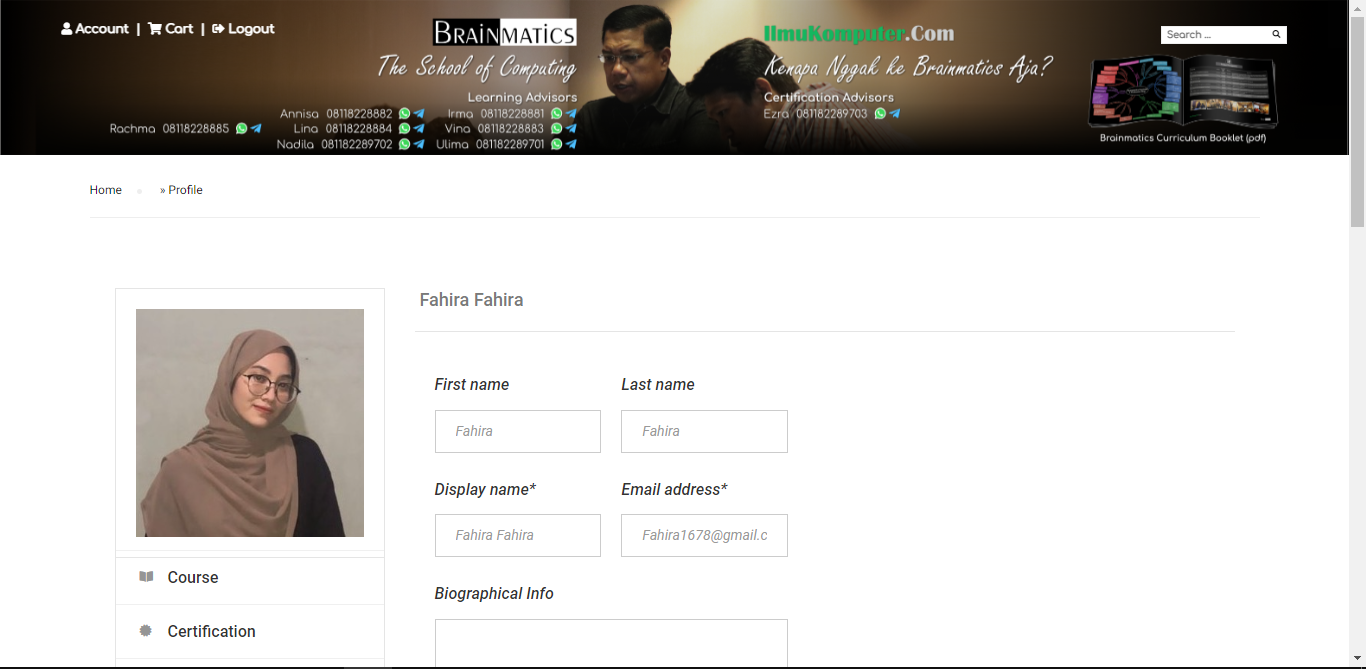 Account | Cart | Logout
BRAINMATICS
The School of Computing
Learning Advisors
Annisa 08118228882
Irma 08118228881
Rachma 08118228885
Lina 08118228884
Vina 08118228883
Nadila 081182289702
Ulima 081182289701
IlmuKomputer.Com
Kenapa Nggak ke Brainmatics Aja?
Certification Advisors
Ezra 081182289703
Search ...
Brainmatics Curriculum Booklet (pdf)
Home » Profile
Fahira Fahira
First name
Last name
Fahira
Fahira
Display name*
Email address*
Fahira Fahira
Fahira1678@gmail.c
Biographical Info
Course
Certification